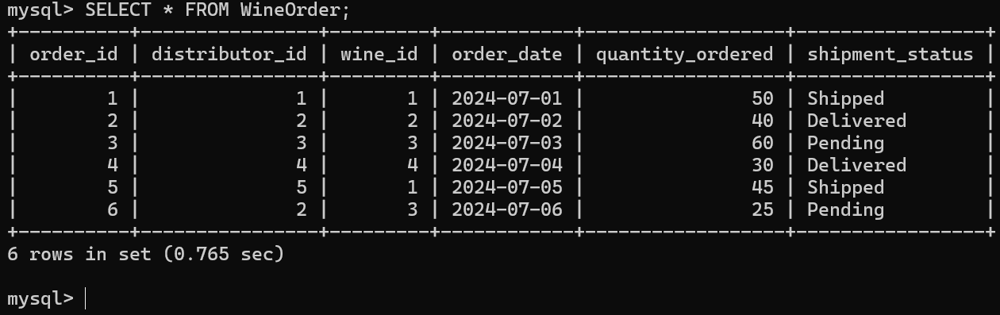 mysql> SELECT * FROM WineOrder;
+----------+----------------+---------+------------+------------------+-----------------+
| order_id | distributor_id | wine_id | order_date | quantity_ordered | shipment_status |
+----------+----------------+---------+------------+------------------+-----------------+
|        1 |              1 |       1 | 2024-07-01 |               50 | Shipped         |
|        2 |              2 |       2 | 2024-07-02 |               40 | Delivered       |
|        3 |              3 |       3 | 2024-07-03 |               60 | Pending         |
|        4 |              4 |       4 | 2024-07-04 |               30 | Delivered       |
|        5 |              5 |       1 | 2024-07-05 |               45 | Shipped         |
|        6 |              2 |       3 | 2024-07-06 |               25 | Pending         |
+----------+----------------+---------+------------+------------------+-----------------+
6 rows in set (0.765 sec)
mysql>